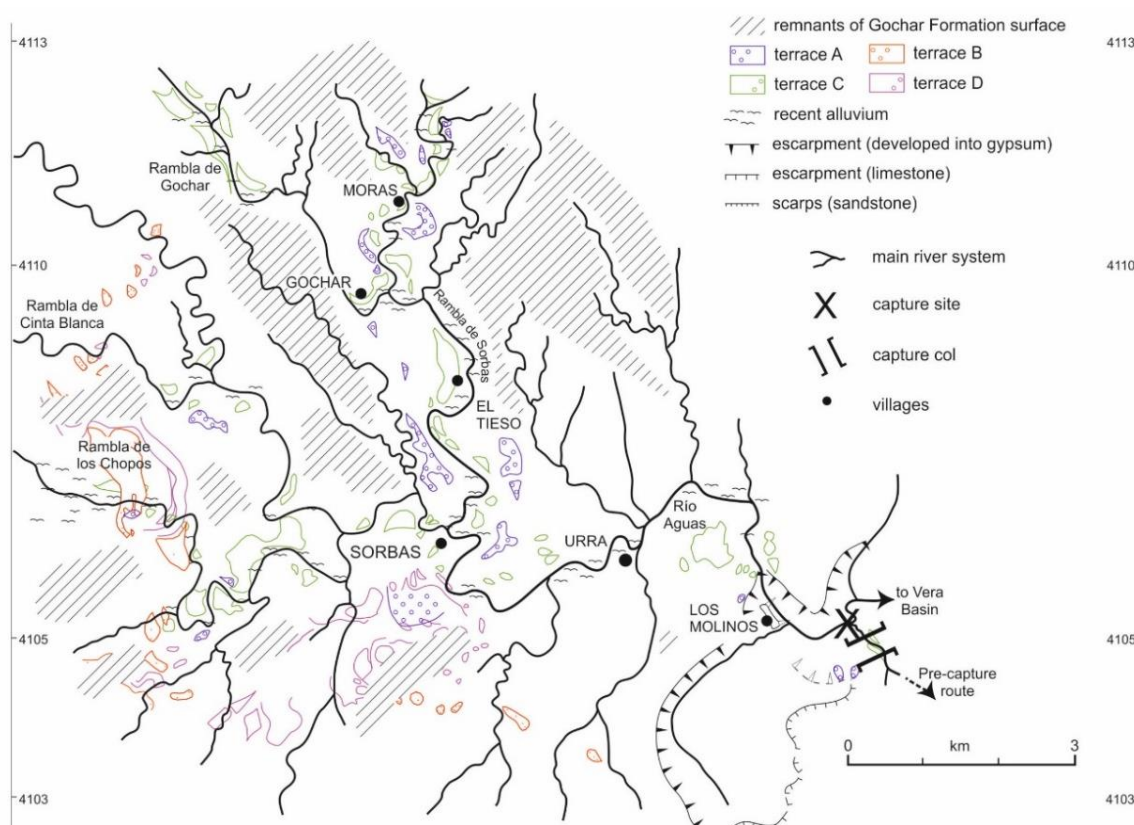 4113
remnants of Gochar Formation surface
4113
terrace A
terrace B
terrace C
terrace D
recent alluvium
escarpment (developed into gypsum)
Rambla de
Gochar
escarpment (limestone)
MORAS
scarps (sandstone)
main river system
4110
4110
GOCHAR
Rambla de
Cinta Blanca
Rambla de Sorbas
capture site
capture col
villages
EL
TIESO
Rambla de
los Chopos
Río
Aguas
SORBAS
URRA
to Vera
Basin
LOS
MOLINOS
4105
4105
Pre-capture
route
0
3
km
4103
4103